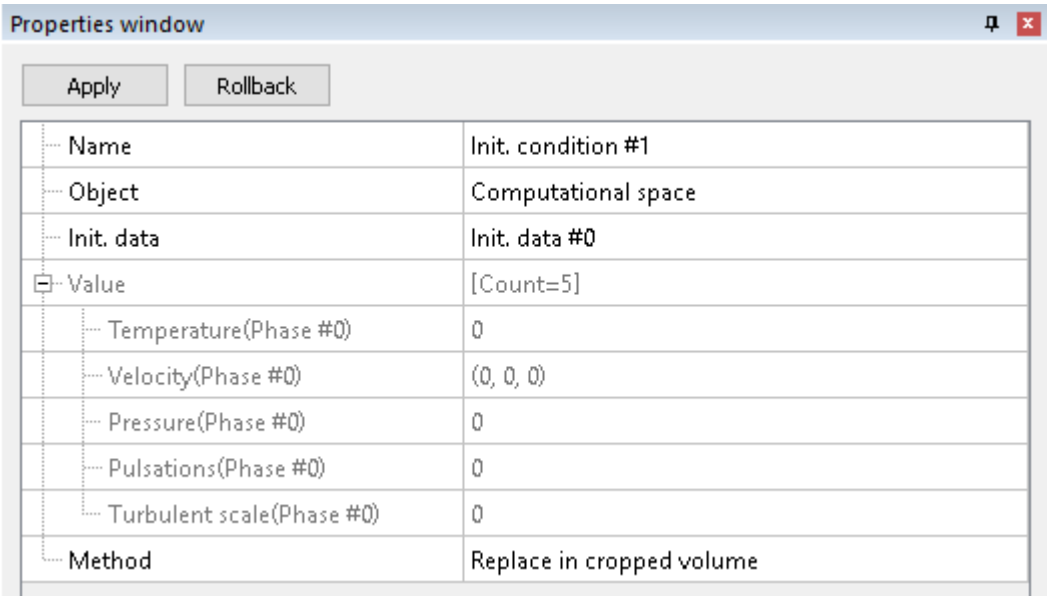 Properties window
Apply Rollback
Name Init. condition #1
Object Computational space
Init. data Init. data #0
Value [Count=5]
Temperature(Phase #0) 0
Velocity(Phase #0) (0, 0, 0)
Pressure(Phase #0) 0
Pulsations(Phase #0) 0
Turbulent scale(Phase #0) 0
Method Replace in cropped volume